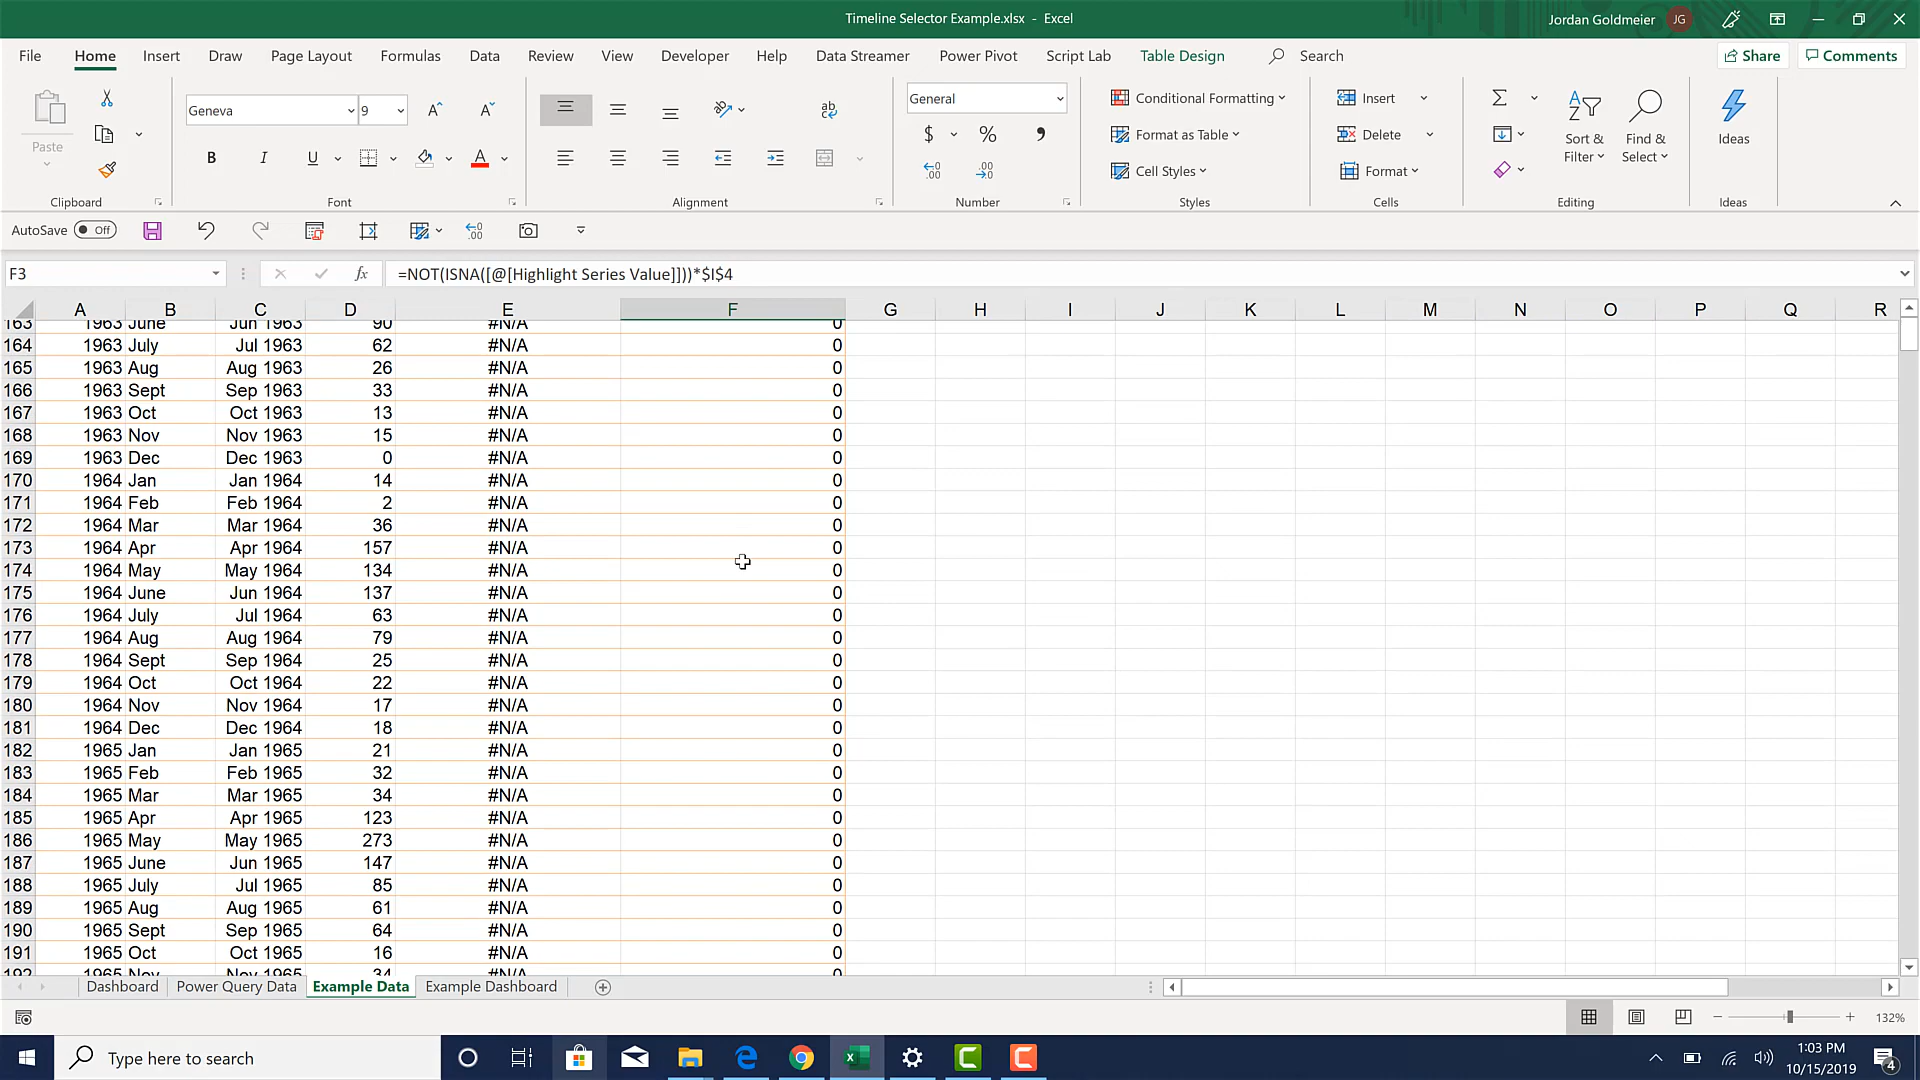 Timeline Selector Example.xlsx - Excel
Jordan Goldmeier JG
File Home Insert Draw Page Layout Formulas Data Review View Developer Help Data Streamer Power Pivot Script Lab Table Design Search Share Comments
Paste
Clipboard
Geneva 9
B I U A
Font
ab
Alignment
General
$ % 9
←0 .00 .00 →0
Number
Conditional Formatting
Format as Table
Cell Styles
Styles
Insert
Delete
Format
Cells
Sort & Filter
Find & Select
Editing
Ideas
Ideas
AutoSave Off
F3 fx =NOT(ISNA([@[Highlight Series Value]]))*$I$4
A B C D E F G H I J K L M N O P Q R
163 1963 June Jun 1963 90 #N/A 0
164 1963 July Jul 1963 62 #N/A 0
165 1963 Aug Aug 1963 26 #N/A 0
166 1963 Sept Sep 1963 33 #N/A 0
167 1963 Oct Oct 1963 13 #N/A 0
168 1963 Nov Nov 1963 15 #N/A 0
169 1963 Dec Dec 1963 0 #N/A 0
170 1964 Jan Jan 1964 14 #N/A 0
171 1964 Feb Feb 1964 2 #N/A 0
172 1964 Mar Mar 1964 36 #N/A 0
173 1964 Apr Apr 1964 157 #N/A 0
174 1964 May May 1964 134 #N/A 0
175 1964 June Jun 1964 137 #N/A 0
176 1964 July Jul 1964 63 #N/A 0
177 1964 Aug Aug 1964 79 #N/A 0
178 1964 Sept Sep 1964 25 #N/A 0
179 1964 Oct Oct 1964 22 #N/A 0
180 1964 Nov Nov 1964 17 #N/A 0
181 1964 Dec Dec 1964 18 #N/A 0
182 1965 Jan Jan 1965 21 #N/A 0
183 1965 Feb Feb 1965 32 #N/A 0
184 1965 Mar Mar 1965 34 #N/A 0
185 1965 Apr Apr 1965 123 #N/A 0
186 1965 May May 1965 273 #N/A 0
187 1965 June Jun 1965 147 #N/A 0
188 1965 July Jul 1965 85 #N/A 0
189 1965 Aug Aug 1965 61 #N/A 0
190 1965 Sept Sep 1965 64 #N/A 0
191 1965 Oct Oct 1965 16 #N/A 0
192 1965 Nov Nov 1965 34 #N/A 0
Dashboard Power Query Data Example Data Example Dashboard
132%
Type here to search
1:03 PM
10/15/2019
4